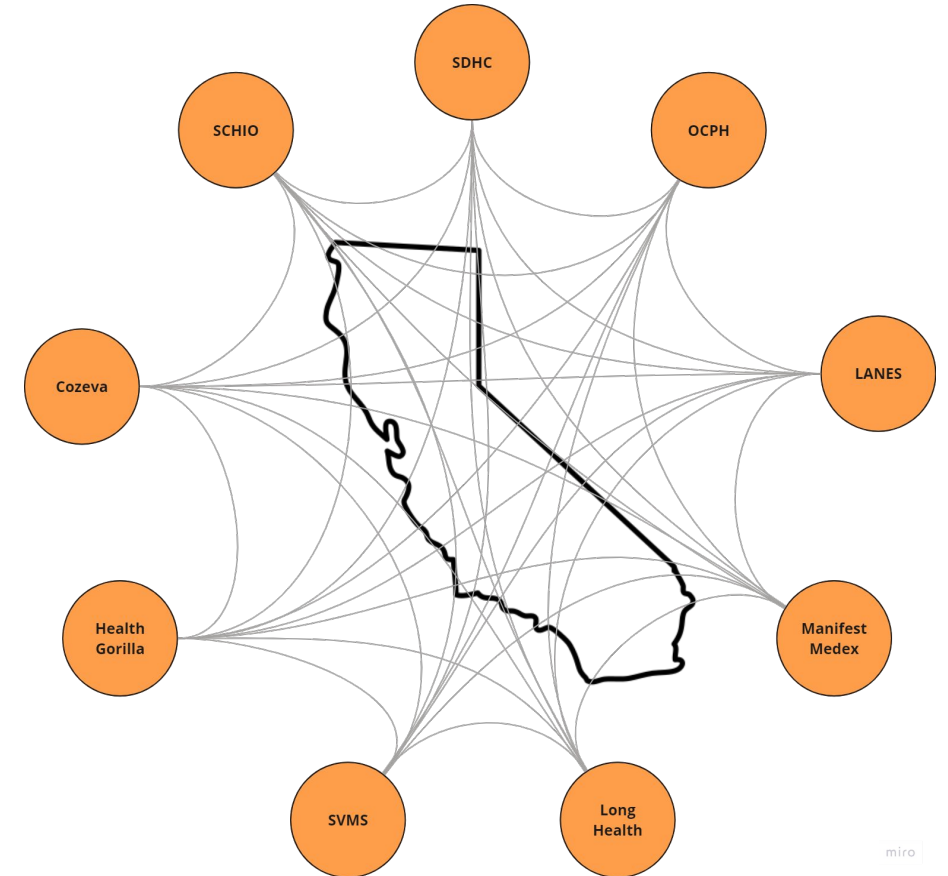 SDHC
SCHIO
OCPH
LANES
Cozeva
Health
Gorilla
Manifest
Medex
SVMS
Long
Health
miro